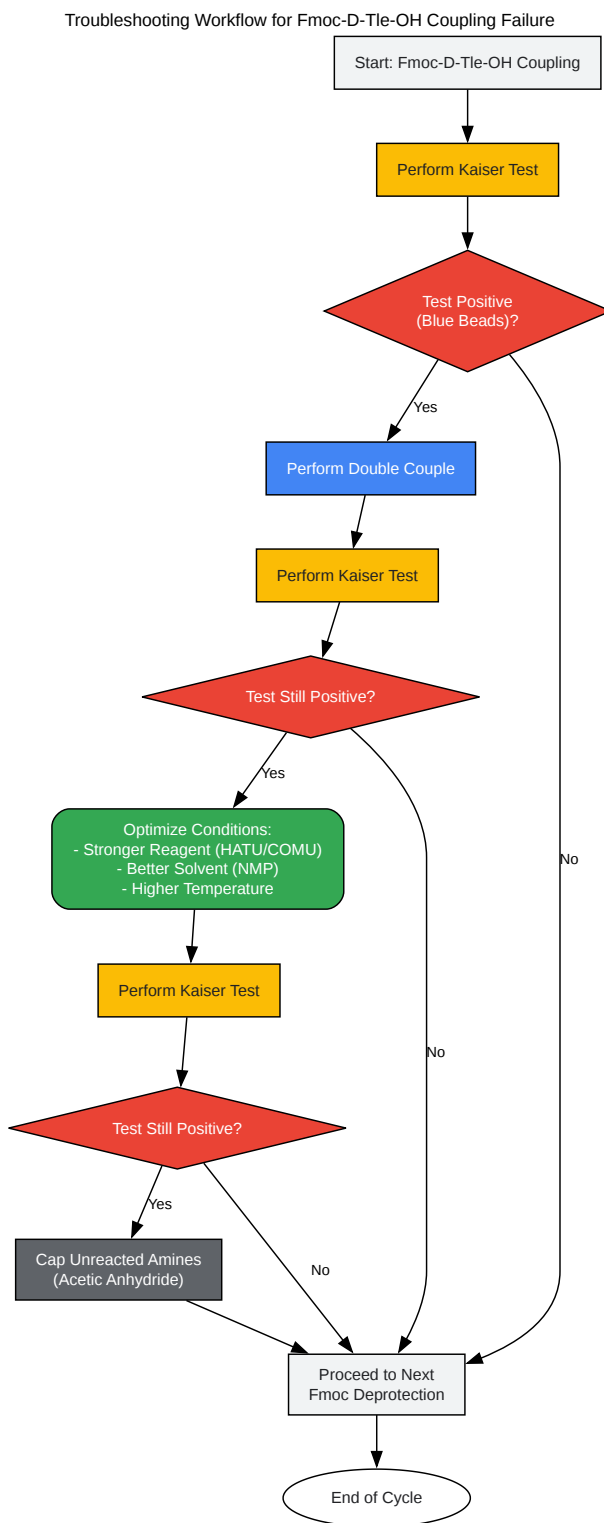 Troubleshooting Workflow for Fmoc-D-Tle-OH Coupling Failure
Start: Fmoc-D-Tle-OH Coupling
Perform Kaiser Test
Test Positive
(Blue Beads)?
Yes
Perform Double Couple
Perform Kaiser Test
Test Still Positive?
Yes
Optimize Conditions:
- Stronger Reagent (HATU/COMU)
- Better Solvent (NMP)
- Higher Temperature
No
Perform Kaiser Test
No
Test Still Positive?
Yes
Cap Unreacted Amines
(Acetic Anhydride)
No
Proceed to Next
Fmoc Deprotection
End of Cycle